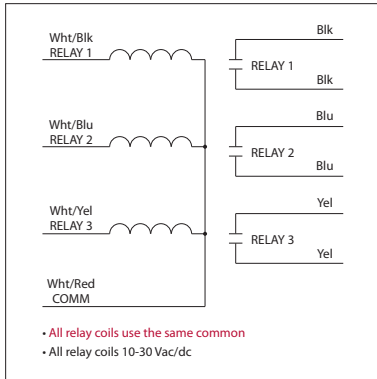 Wht/Blk
RELAY 1
Blk
RELAY 1
Blk
Wht/Blu
RELAY 2
Blu
RELAY 2
Blu
Wht/Yel
RELAY 3
Yel
RELAY 3
Yel
Wht/Red
COMM
• All relay coils use the same common
• All relay coils 10-30 Vac/dc